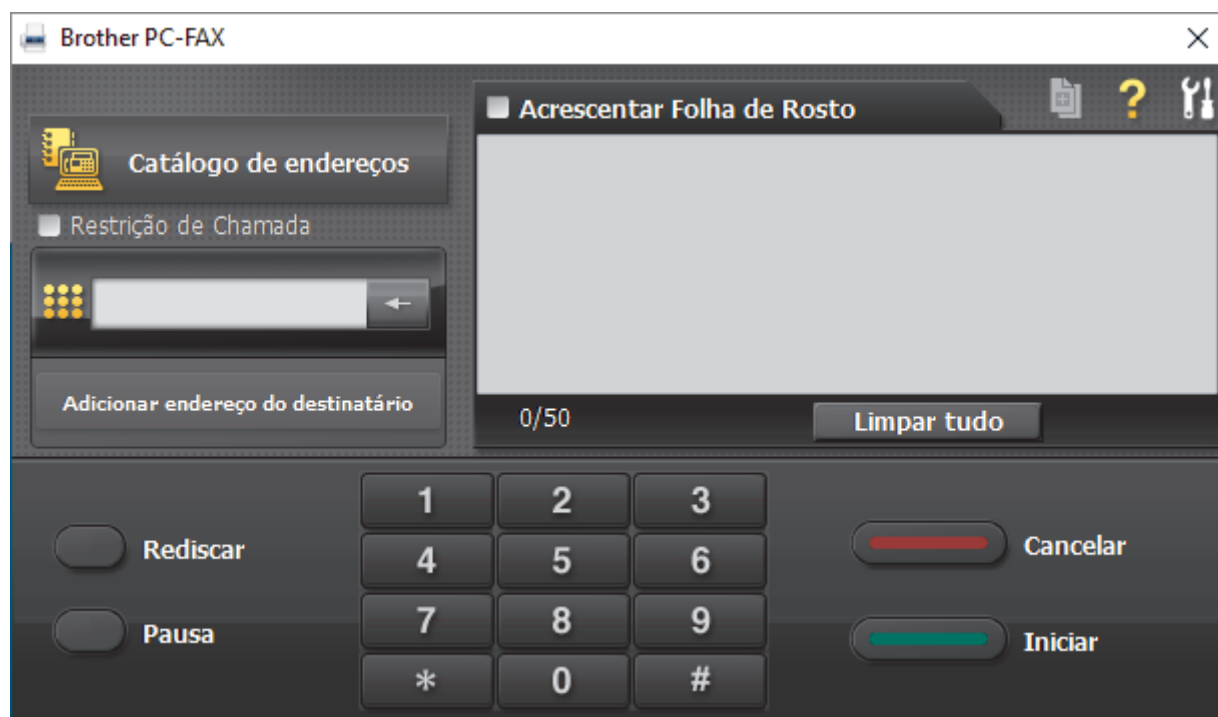 Brother PC-FAX
Catálogo de endereços
Restrição de Chamada
Adicionar endereço do destinatário
Acrescentar Folha de Rosto
?
0/50
Limpar tudo
Rediscar
Pausa
1 2 3
4 5 6
7 8 9
* 0 #
Cancelar
Iniciar